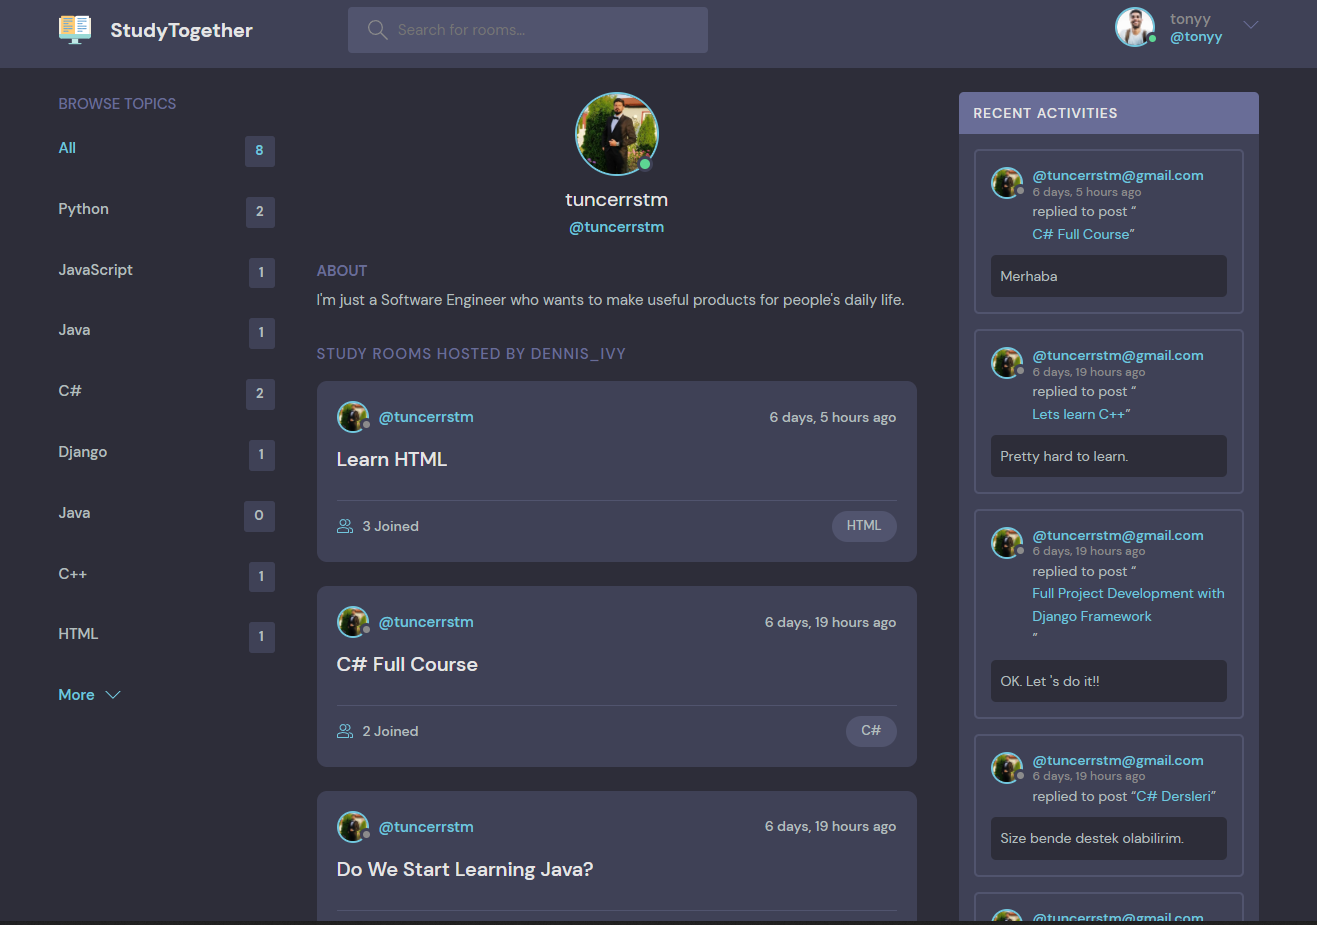 StudyTogether
Search for rooms...
tonyy
@tonyy
BROWSE TOPICS
All 8
Python 2
JavaScript 1
Java 1
C# 2
Django 1
Java 0
C++ 1
HTML 1
More
tuncerrstm
@tuncerrstm
ABOUT
I'm just a Software Engineer who wants to make useful products for people's daily life.
STUDY ROOMS HOSTED BY DENNIS_IVY
@tuncerrstm 6 days, 5 hours ago
Learn HTML
3 Joined HTML
@tuncerrstm 6 days, 19 hours ago
C# Full Course
2 Joined C#
@tuncerrstm 6 days, 19 hours ago
Do We Start Learning Java?
RECENT ACTIVITIES
@tuncerrstm@gmail.com
6 days, 5 hours ago
replied to post “
C# Full Course”
Merhaba
@tuncerrstm@gmail.com
6 days, 19 hours ago
replied to post “
Lets learn C++”
Pretty hard to learn.
@tuncerrstm@gmail.com
6 days, 19 hours ago
replied to post “
Full Project Development with
Django Framework
”
OK. Let 's do it!!
@tuncerrstm@gmail.com
6 days, 19 hours ago
replied to post “C# Dersleri”
Size bende destek olabilirim.
@tuncerrstm@gmail.com